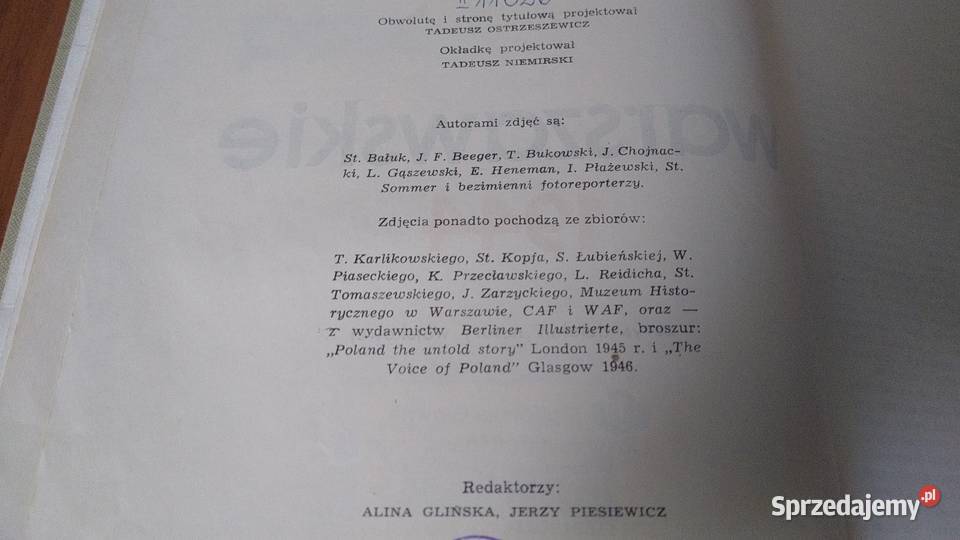 Obwolutę i stronę tytułową projektował
TADEUSZ OSTRZESZEWICZ
Okładkę projektował
TADEUSZ NIEMIRSKI
Autorami zdjęć są:
St. Bałuk, J. F. Beeger, T. Bukowski, J. Chojnac-
ki, L. Gąszewski, E. Heneman, I. Płażewski, St.
Sommer i bezimienni fotoreporterzy.
Zdjęcia ponadto pochodzą ze zbiorów:
T. Karlikowskiego, St. Kopfa, S. Łubieńskiej, W.
Piaseckiego, K. Przecławskiego, L. Reidicha, St.
Tomaszewskiego, J. Zarzyckiego, Muzeum Histo-
rycznego w Warszawie, CAF i WAF, oraz —
z wydawnictw Berliner Illustrierte, broszur:
„Poland the untold story" London 1945 r. i „The
Voice of Poland" Glasgow 1946.
Redaktorzy:
ALINA GLIŃSKA, JERZY PIESIEWICZ
Sprzedajemy.pl